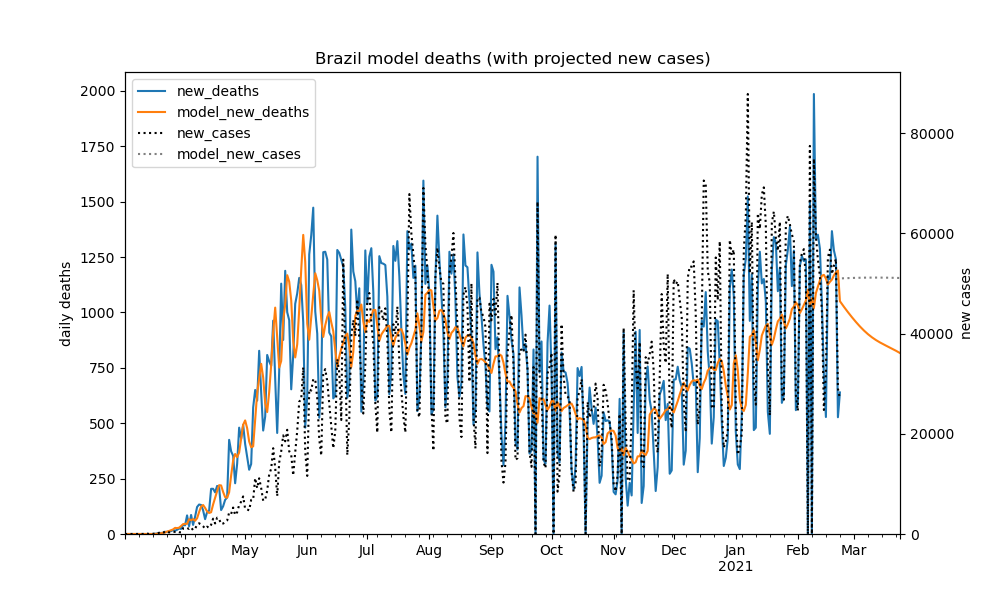 Brazil model deaths (with projected new cases)
new_deaths
model_new_deaths
new_cases
model_new_cases
2000
1750
1500
1250
1000
750
500
250
0
daily deaths
80000
60000
40000
20000
0
new cases
Apr May Jun Jul Aug Sep Oct Nov Dec Jan Feb Mar
2021